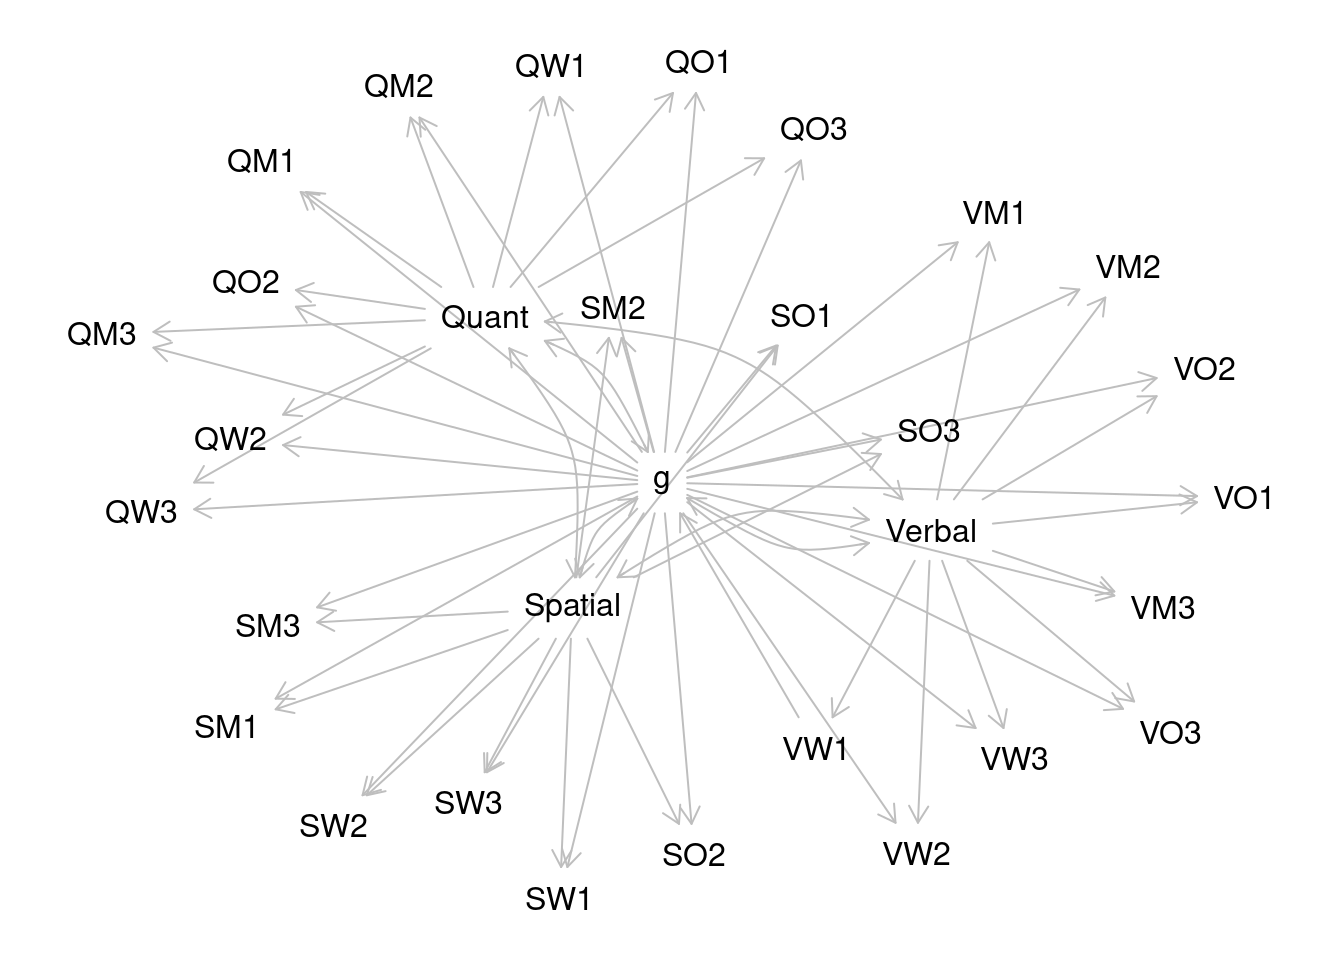 QO1
QW1
QM2
QO3
QM1
VM1
VM2
QO2
SM2
SO1
Quant
QM3
VO2
SO3
QW2
g
VO1
QW3
Verbal
Spatial
VM3
SM3
SM1
VO3
VW1
VW3
SW3
SW2
SO2
VW2
SW1